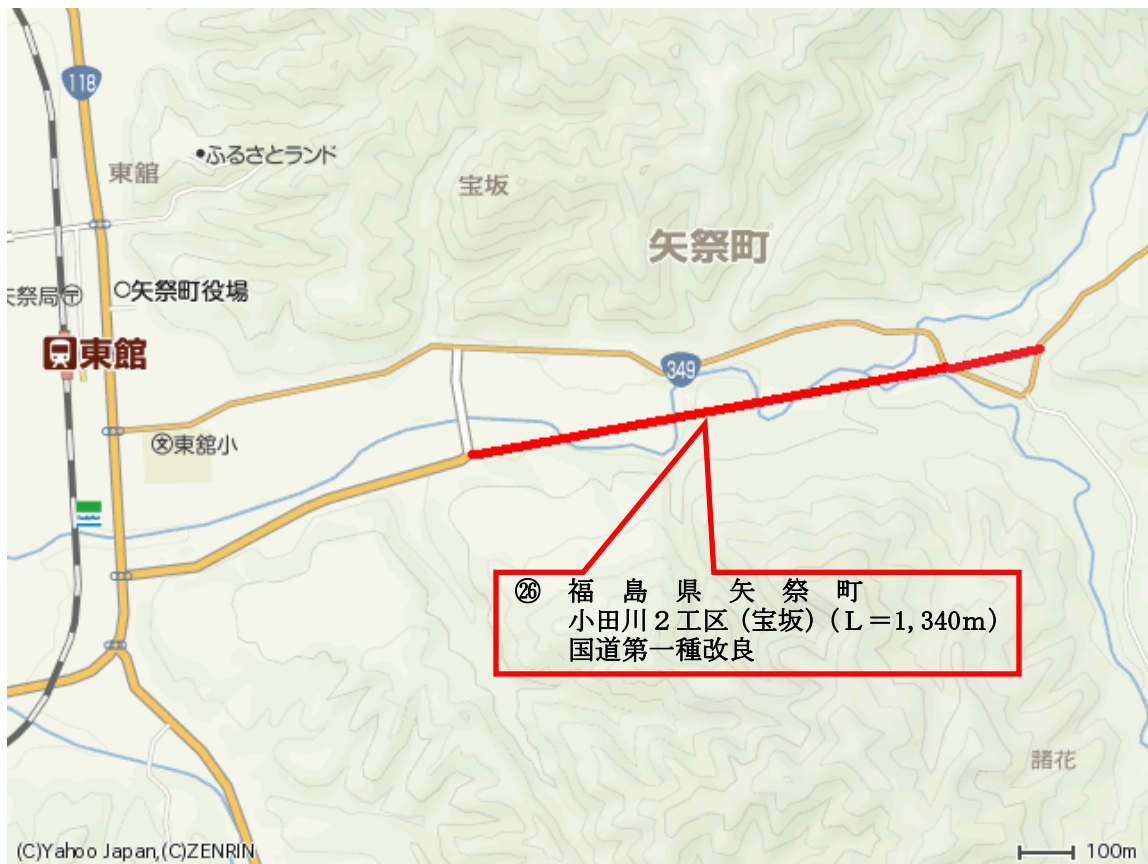 118
ふるさとランド
東舘
宝坂
矢祭町
矢祭町役場
矢祭局
東館
349
東舘小
FamilyMart
㉖ 福島県矢祭町
小田川2工区(宝坂)(L=1,340m)
国道第一種改良
諸花
(C)Yahoo Japan,(C)ZENRIN
100m